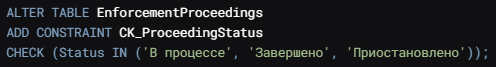 ALTER TABLE EnforcementProceedings
ADD CONSTRAINT CK_ProceedingStatus
CHECK (Status IN ('В процессе', 'Завершено', 'Приостановлено'));